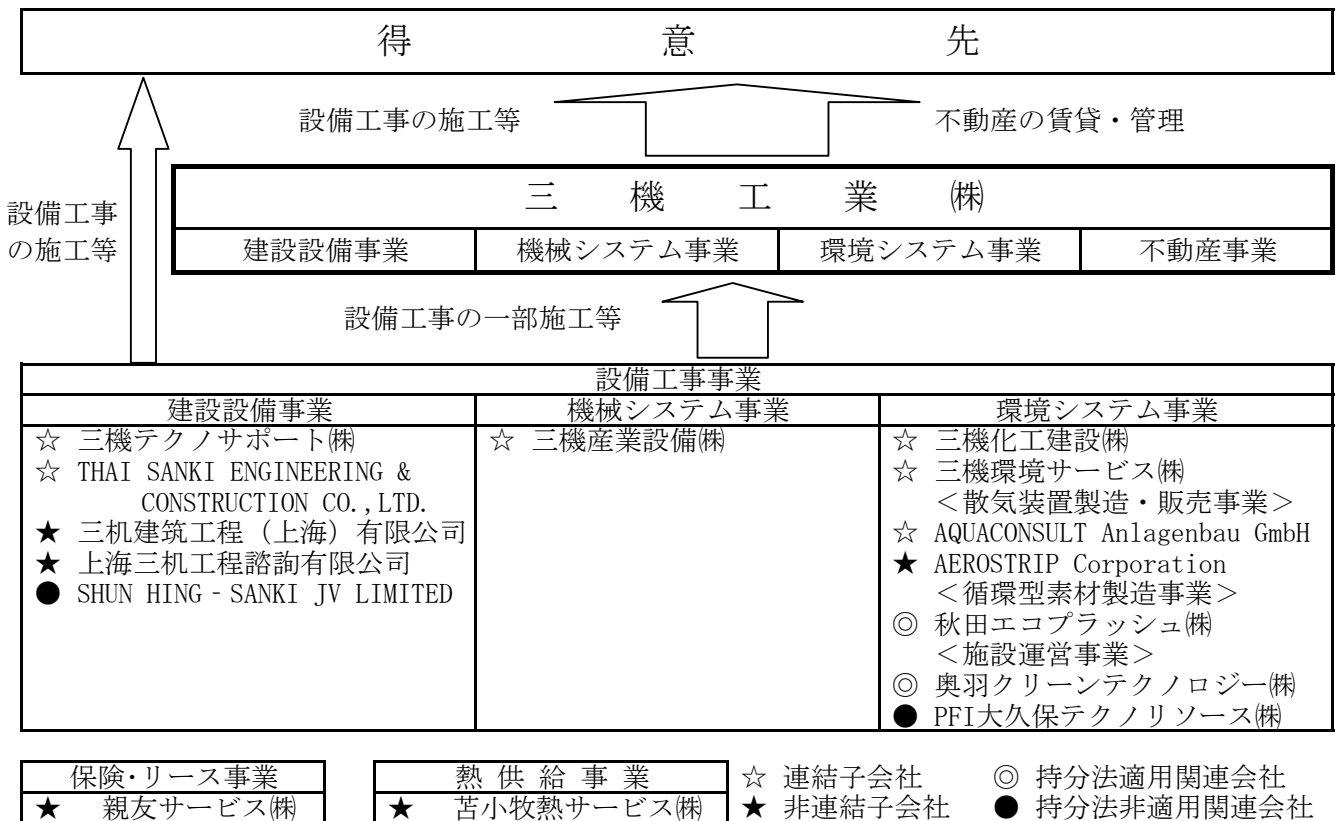 得意先
設備工事の施工等
不動産の賃貸・管理
設備工事
の施工等
三機工業㈱
建設設備事業 機械システム事業 環境システム事業 不動産事業
設備工事の一部施工等
設備工事事業
建設設備事業
☆ 三機テクノサポート㈱
☆ THAI SANKI ENGINEERING &
CONSTRUCTION CO.,LTD.
★ 三机建筑工程（上海）有限公司
★ 上海三机工程諮詢有限公司
● SHUN HING‐SANKI JV LIMITED
機械システム事業
☆ 三機産業設備㈱
環境システム事業
☆ 三機化工建設㈱
☆ 三機環境サービス㈱
＜散気装置製造・販売事業＞
☆ AQUACONSULT Anlagenbau GmbH
★ AEROSTRIP Corporation
＜循環型素材製造事業＞
◎ 秋田エコプラッシュ㈱
＜施設運営事業＞
◎ 奥羽クリーンテクノロジー㈱
● PFI大久保テクノリソース㈱
保険・リース事業
★ 親友サービス㈱
熱供給事業
★ 苫小牧熱サービス㈱
☆ 連結子会社 ◎ 持分法適用関連会社
★ 非連結子会社 ● 持分法非適用関連会社